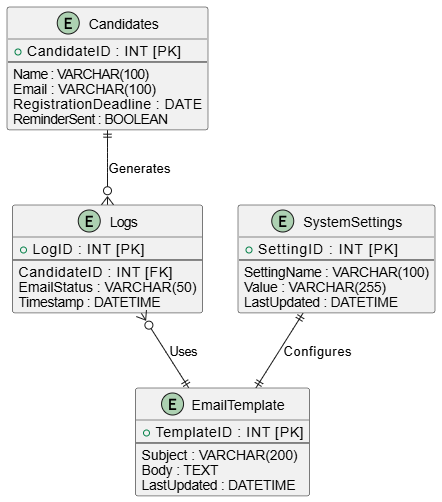 E Candidates
CandidateID : INT [PK]
Name : VARCHAR(100)
Email : VARCHAR(100)
RegistrationDeadline : DATE
ReminderSent : BOOLEAN
Generates
E Logs
LogID : INT [PK]
CandidateID : INT [FK]
EmailStatus : VARCHAR(50)
Timestamp : DATETIME
E SystemSettings
SettingID : INT [PK]
SettingName : VARCHAR(100)
Value : VARCHAR(255)
LastUpdated : DATETIME
Uses
Configures
E EmailTemplate
TemplateID : INT [PK]
Subject : VARCHAR(200)
Body : TEXT
LastUpdated : DATETIME